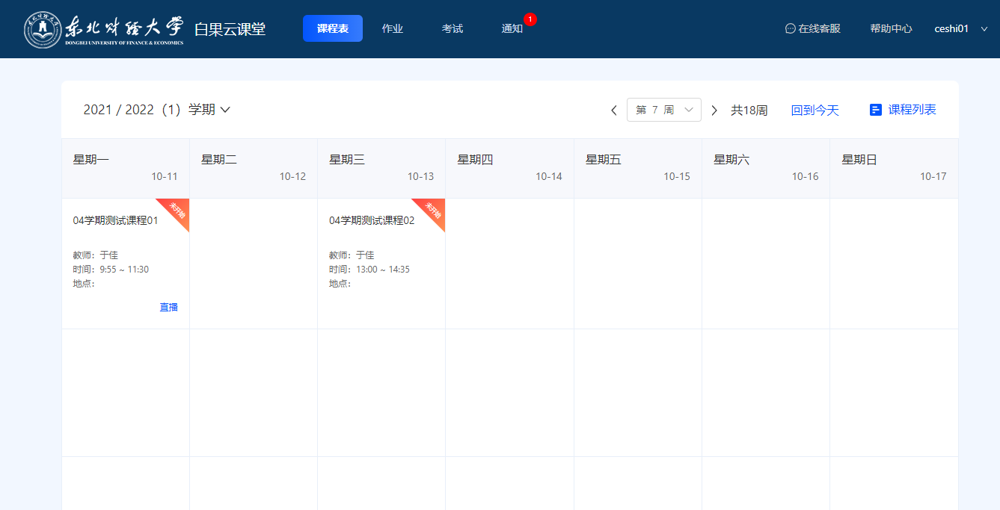 东北财经大学
DONGBEI UNIVERSITY OF FINANCE & ECONOMICS
白果云课堂
课程表
作业
考试
通知
1
在线客服
帮助中心
ceshi01
2021 / 2022（1）学期
第 7 周
共18周
回到今天
课程列表
星期一
10-11
星期二
10-12
星期三
10-13
星期四
10-14
星期五
10-15
星期六
10-16
星期日
10-17
未开始
04学期测试课程01
教师：于佳
时间：9:55 ~ 11:30
地点：
直播
未开始
04学期测试课程02
教师：于佳
时间：13:00 ~ 14:35
地点：